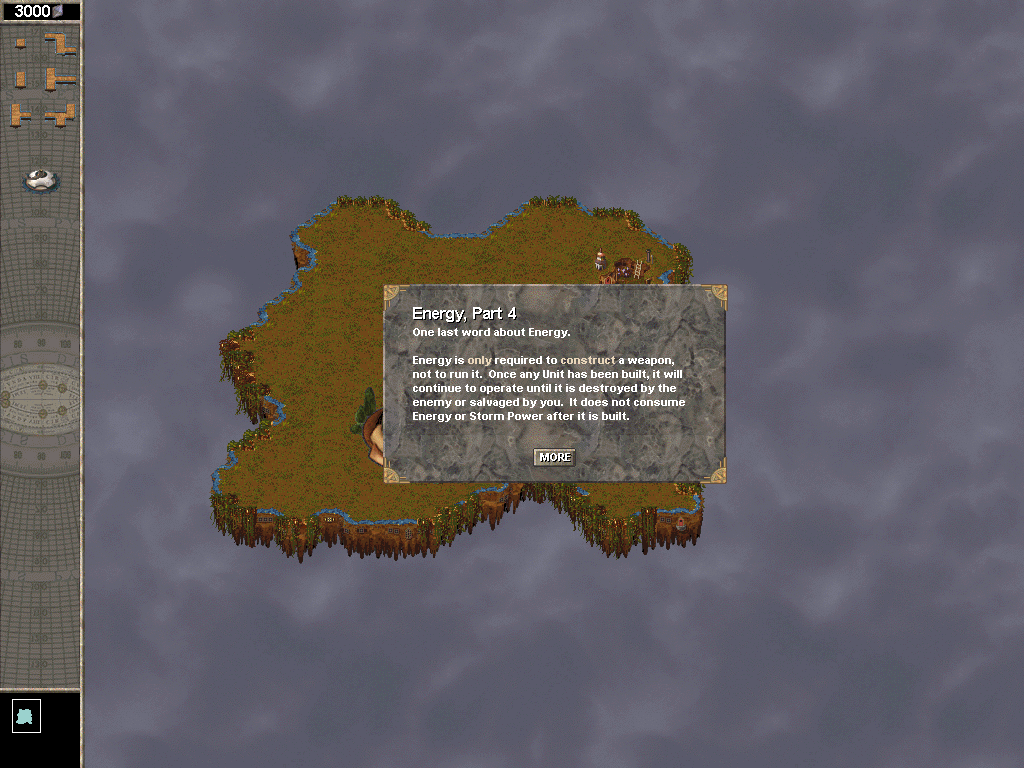 3000
Energy, Part 4
One last word about Energy.
Energy is only required to construct a weapon,
not to run it. Once any Unit has been built, it will
continue to operate until it is destroyed by the
enemy or salvaged by you. It does not consume
Energy or Storm Power after it is built.
MORE